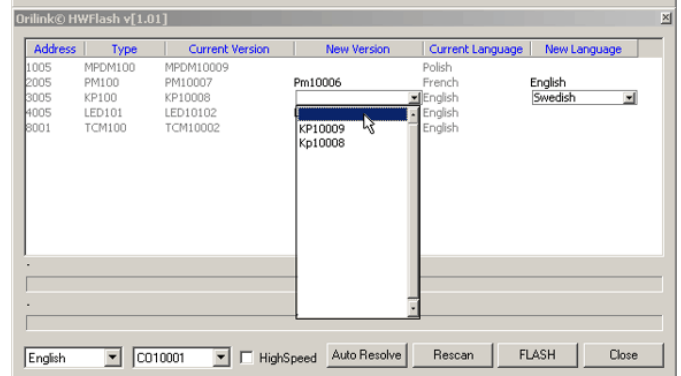 Orilink© HWFlash v[1.01]
Address Type Current Version New Version Current Language New Language
1005 MPDM100 MPDM10009 Polish
2005 PM100 PM10007 Pm10006 French English
3005 KP100 KP10008 English Swedish
4005 LED101 LED10102 English
8001 TCM100 TCM10002 English
KP10009
Kp10008
-
-
English CO10001 HighSpeed Auto Resolve Rescan FLASH Close